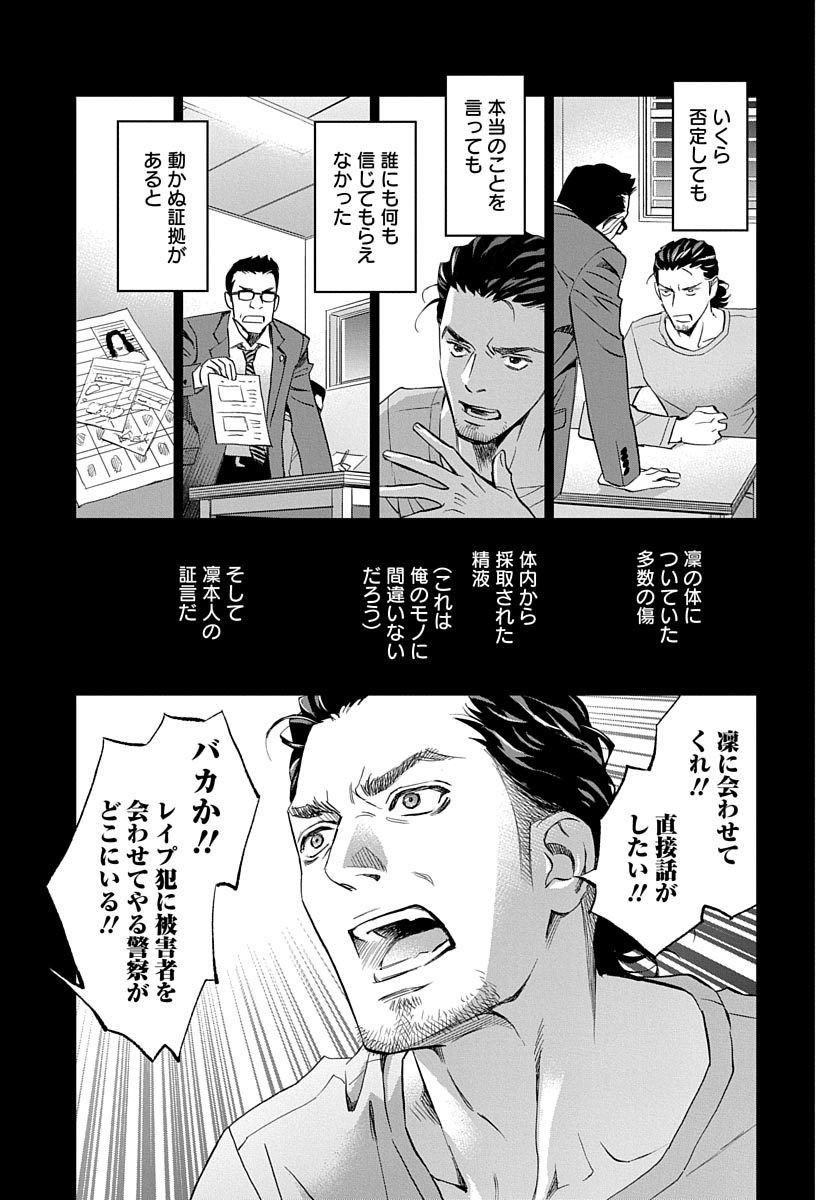 いくら
否定しても
本当のことを
言っても
誰にも何も
信じてもらえ
なかった
動かぬ証拠が
あると
凛の体に
ついていた
多数の傷
体内から
採取された
精液
(これは
俺のモノに
間違いない
だろう)
そして
凛本人の
証言だ
凛に会わせて
くれ!!
直接話が
したい!!
バカか!!
レイプ犯に被害者を
会わせてやる警察が
どこにいる!!